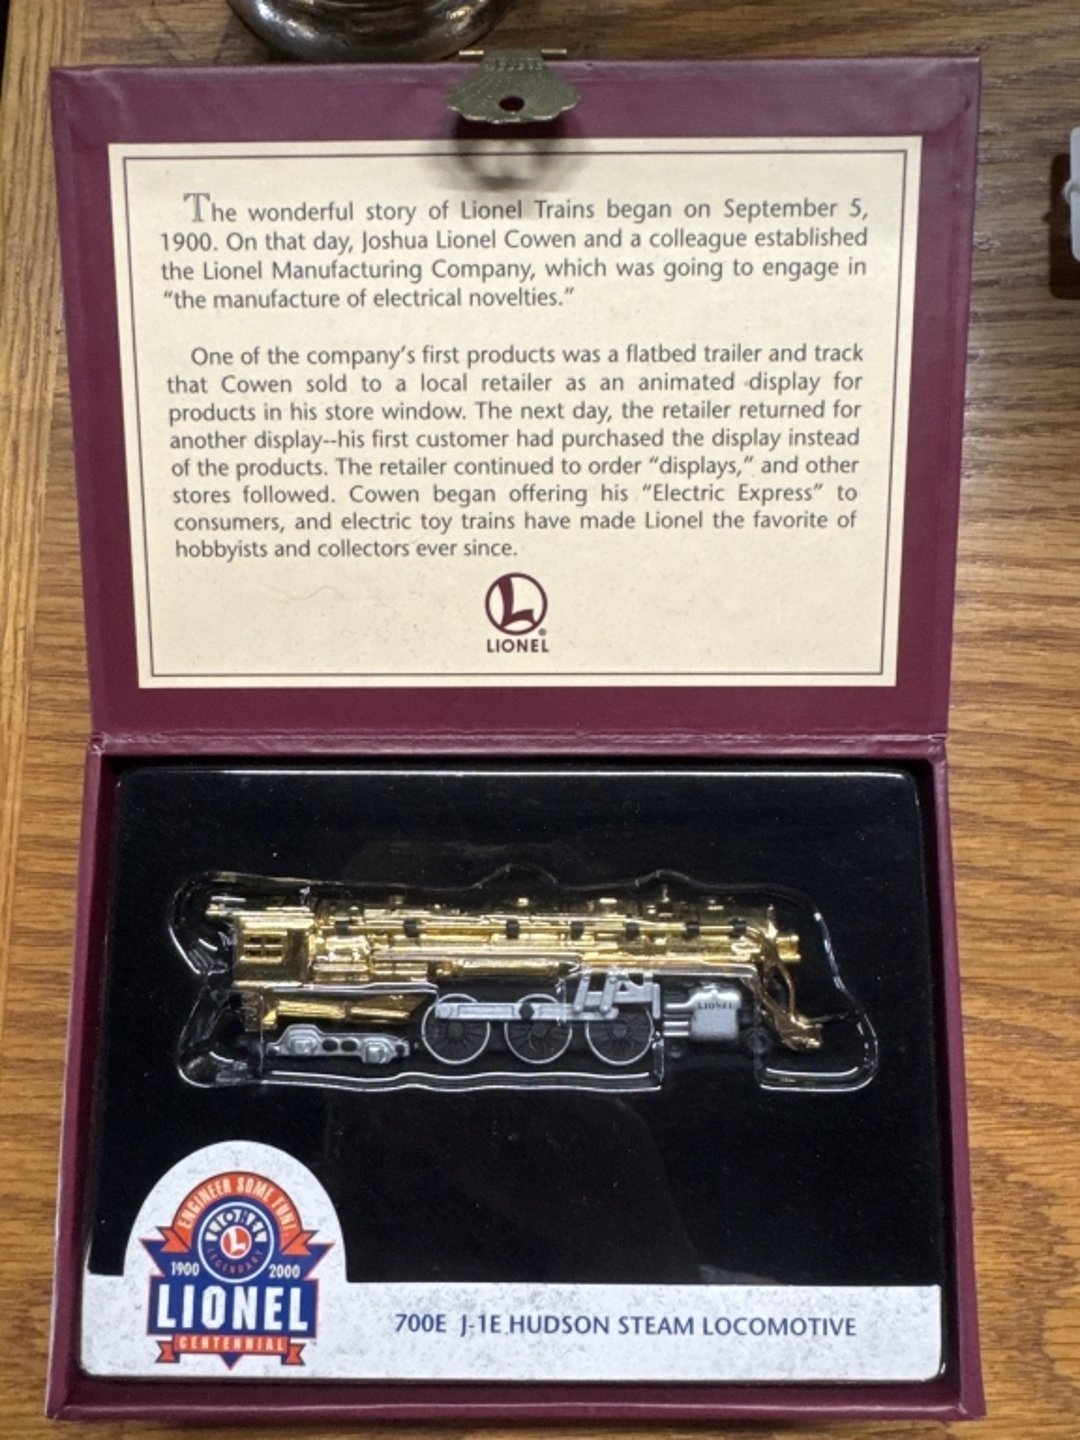 The wonderful story of Lionel Trains began on September 5,
1900. On that day, Joshua Lionel Cowen and a colleague established
the Lionel Manufacturing Company, which was going to engage in
“the manufacture of electrical novelties.”
One of the company’s first products was a flatbed trailer and track
that Cowen sold to a local retailer as an animated display for
products in his store window. The next day, the retailer returned for
another display--his first customer had purchased the display instead
of the products. The retailer continued to order “displays,” and other
stores followed. Cowen began offering his “Electric Express” to
consumers, and electric toy trains have made Lionel the favorite of
hobbyists and collectors ever since.
L
®
LIONEL
LIONEL
ENGINEER SOME FUN!
LIONEL
L
LEGENDARY
1900 2000
LIONEL
CENTENNIAL
700E J-1E HUDSON STEAM LOCOMOTIVE